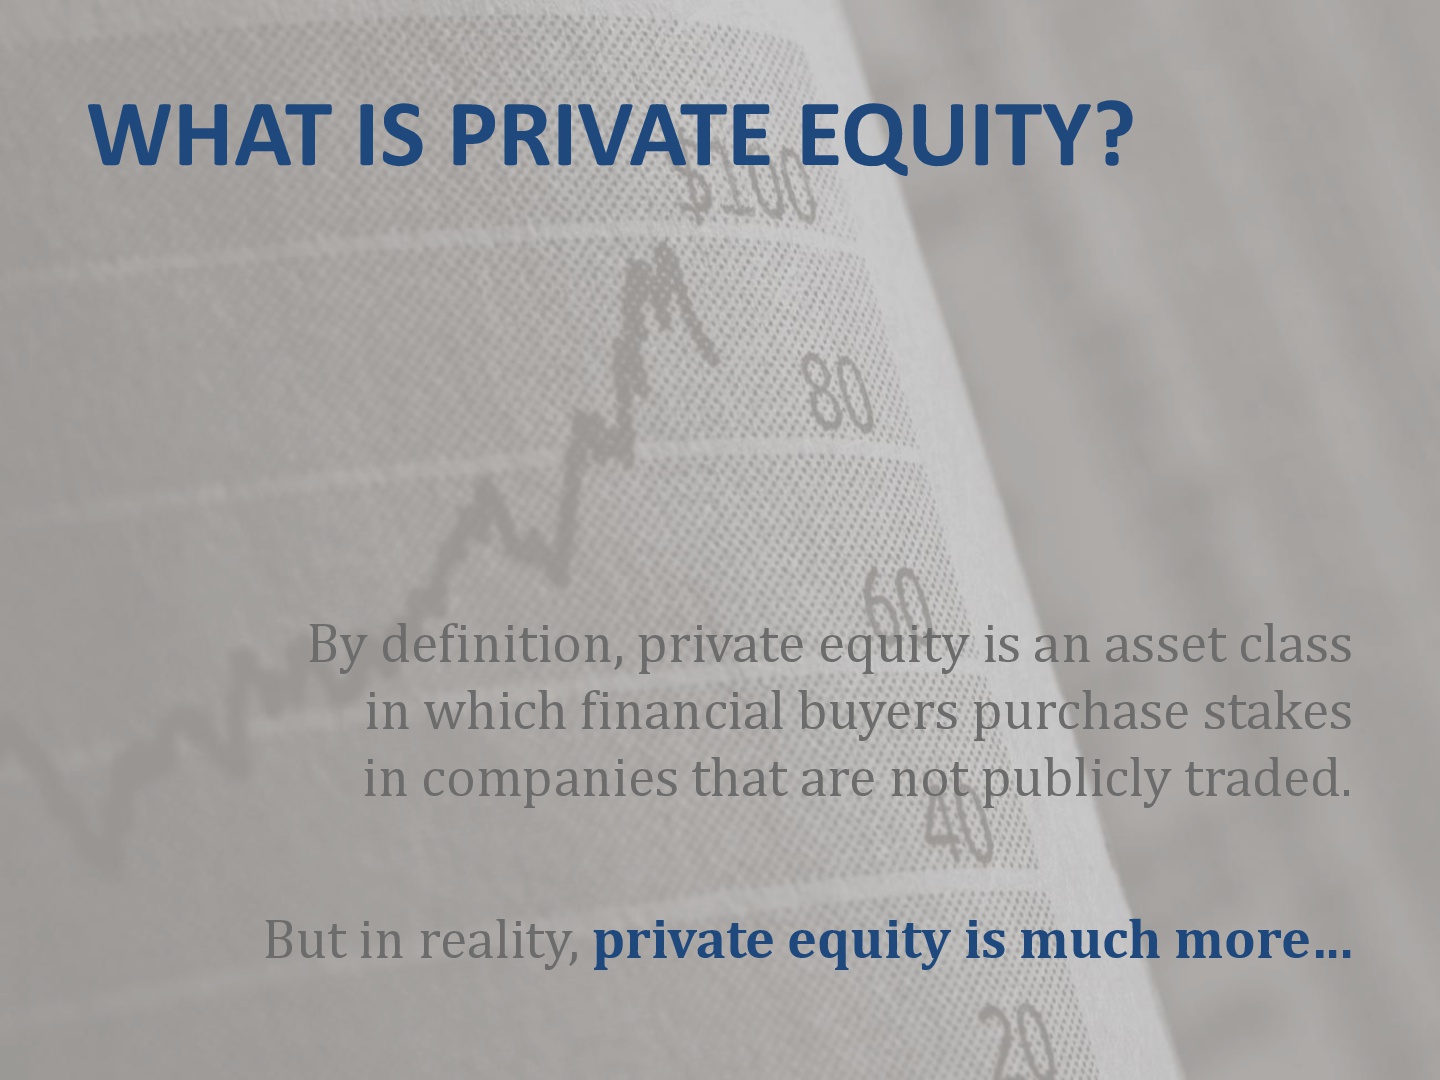 WHAT IS PRIVATE EQUITY?
$100
80
60
By definition, private equity is an asset class
in which financial buyers purchase stakes
in companies that are not publicly traded.
40
But in reality, private equity is much more…
20